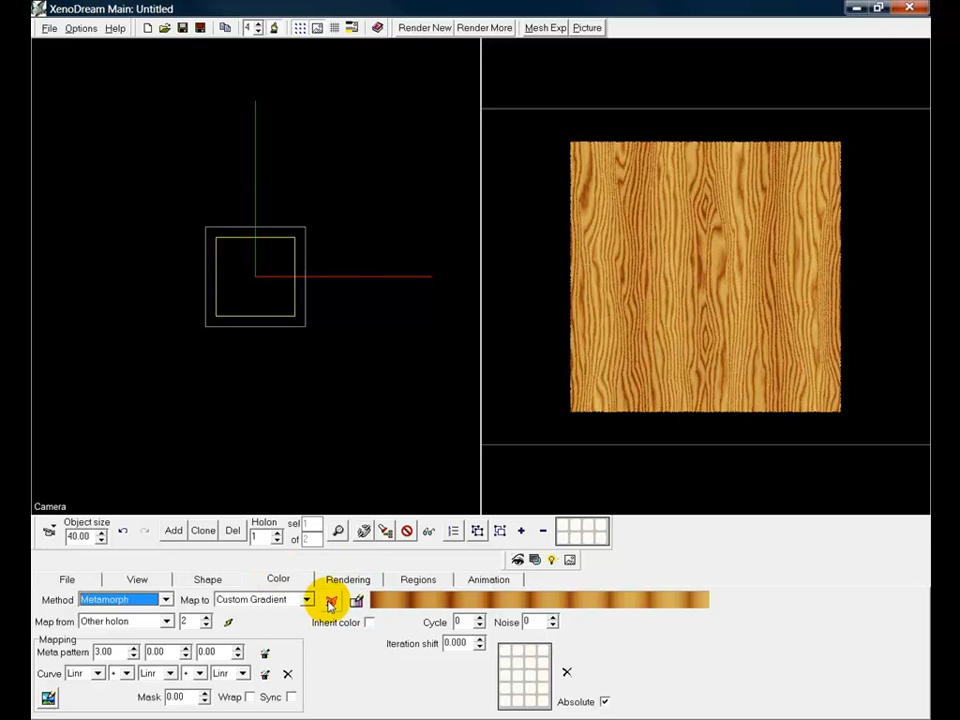 XenoDream Main: Untitled
File Options Help 4 Render New Render More Mesh Exp Picture
Camera
Object size Holon sel 1
40.00 Add Clone Del 1 of 2
File View Shape Color Rendering Regions Animation
Method Metamorph Map to Custom Gradient
Map from Other holon 2 Inherit color Cycle 0 Noise 0
Mapping
Meta pattern 3.00 0.00 0.00 Iteration shift 0.000
Curve Linr + Linr + Linr
Mask 0.00 Wrap Sync Absolute